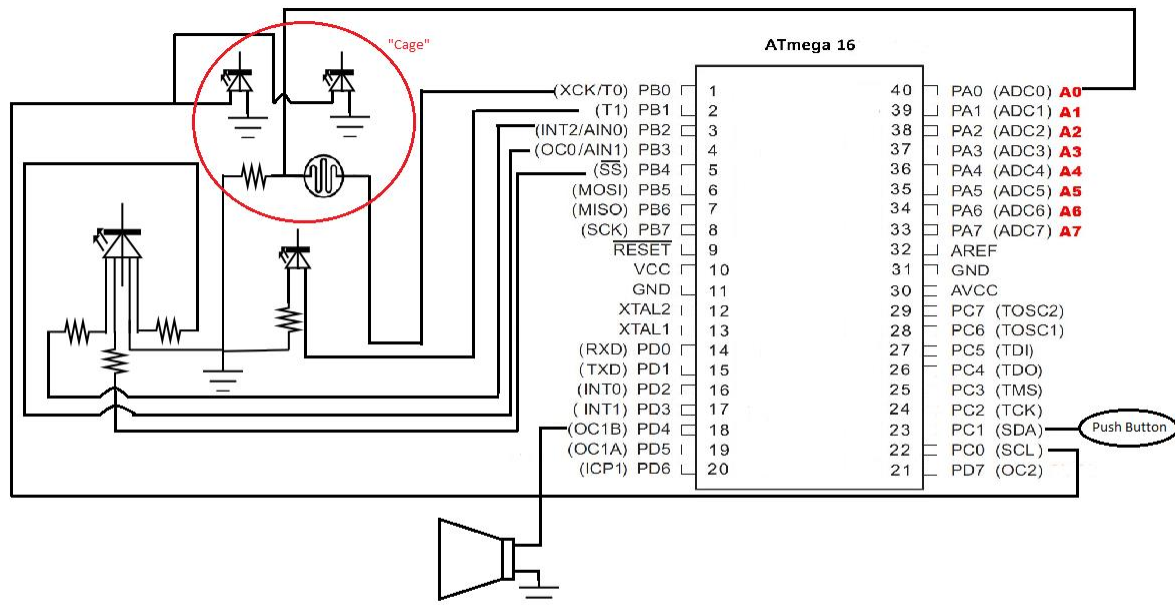 "Cage"
ATmega 16
(XCK/T0) PB0 1 40 PA0 (ADC0) A0
(T1) PB1 2 39 PA1 (ADC1) A1
(INT2/AIN0) PB2 3 38 PA2 (ADC2) A2
(OC0/AIN1) PB3 4 37 PA3 (ADC3) A3
(SS) PB4 5 36 PA4 (ADC4) A4
(MOSI) PB5 6 35 PA5 (ADC5) A5
(MISO) PB6 7 34 PA6 (ADC6) A6
(SCK) PB7 8 33 PA7 (ADC7) A7
RESET 9 32 AREF
VCC 10 31 GND
GND 11 30 AVCC
XTAL2 12 29 PC7 (TOSC2)
XTAL1 13 28 PC6 (TOSC1)
(RXD) PD0 14 27 PC5 (TDI)
(TXD) PD1 15 26 PC4 (TDO)
(INT0) PD2 16 25 PC3 (TMS)
(INT1) PD3 17 24 PC2 (TCK)
(OC1B) PD4 18 23 PC1 (SDA) Push Button
(OC1A) PD5 19 22 PC0 (SCL)
(ICP1) PD6 20 21 PD7 (OC2)